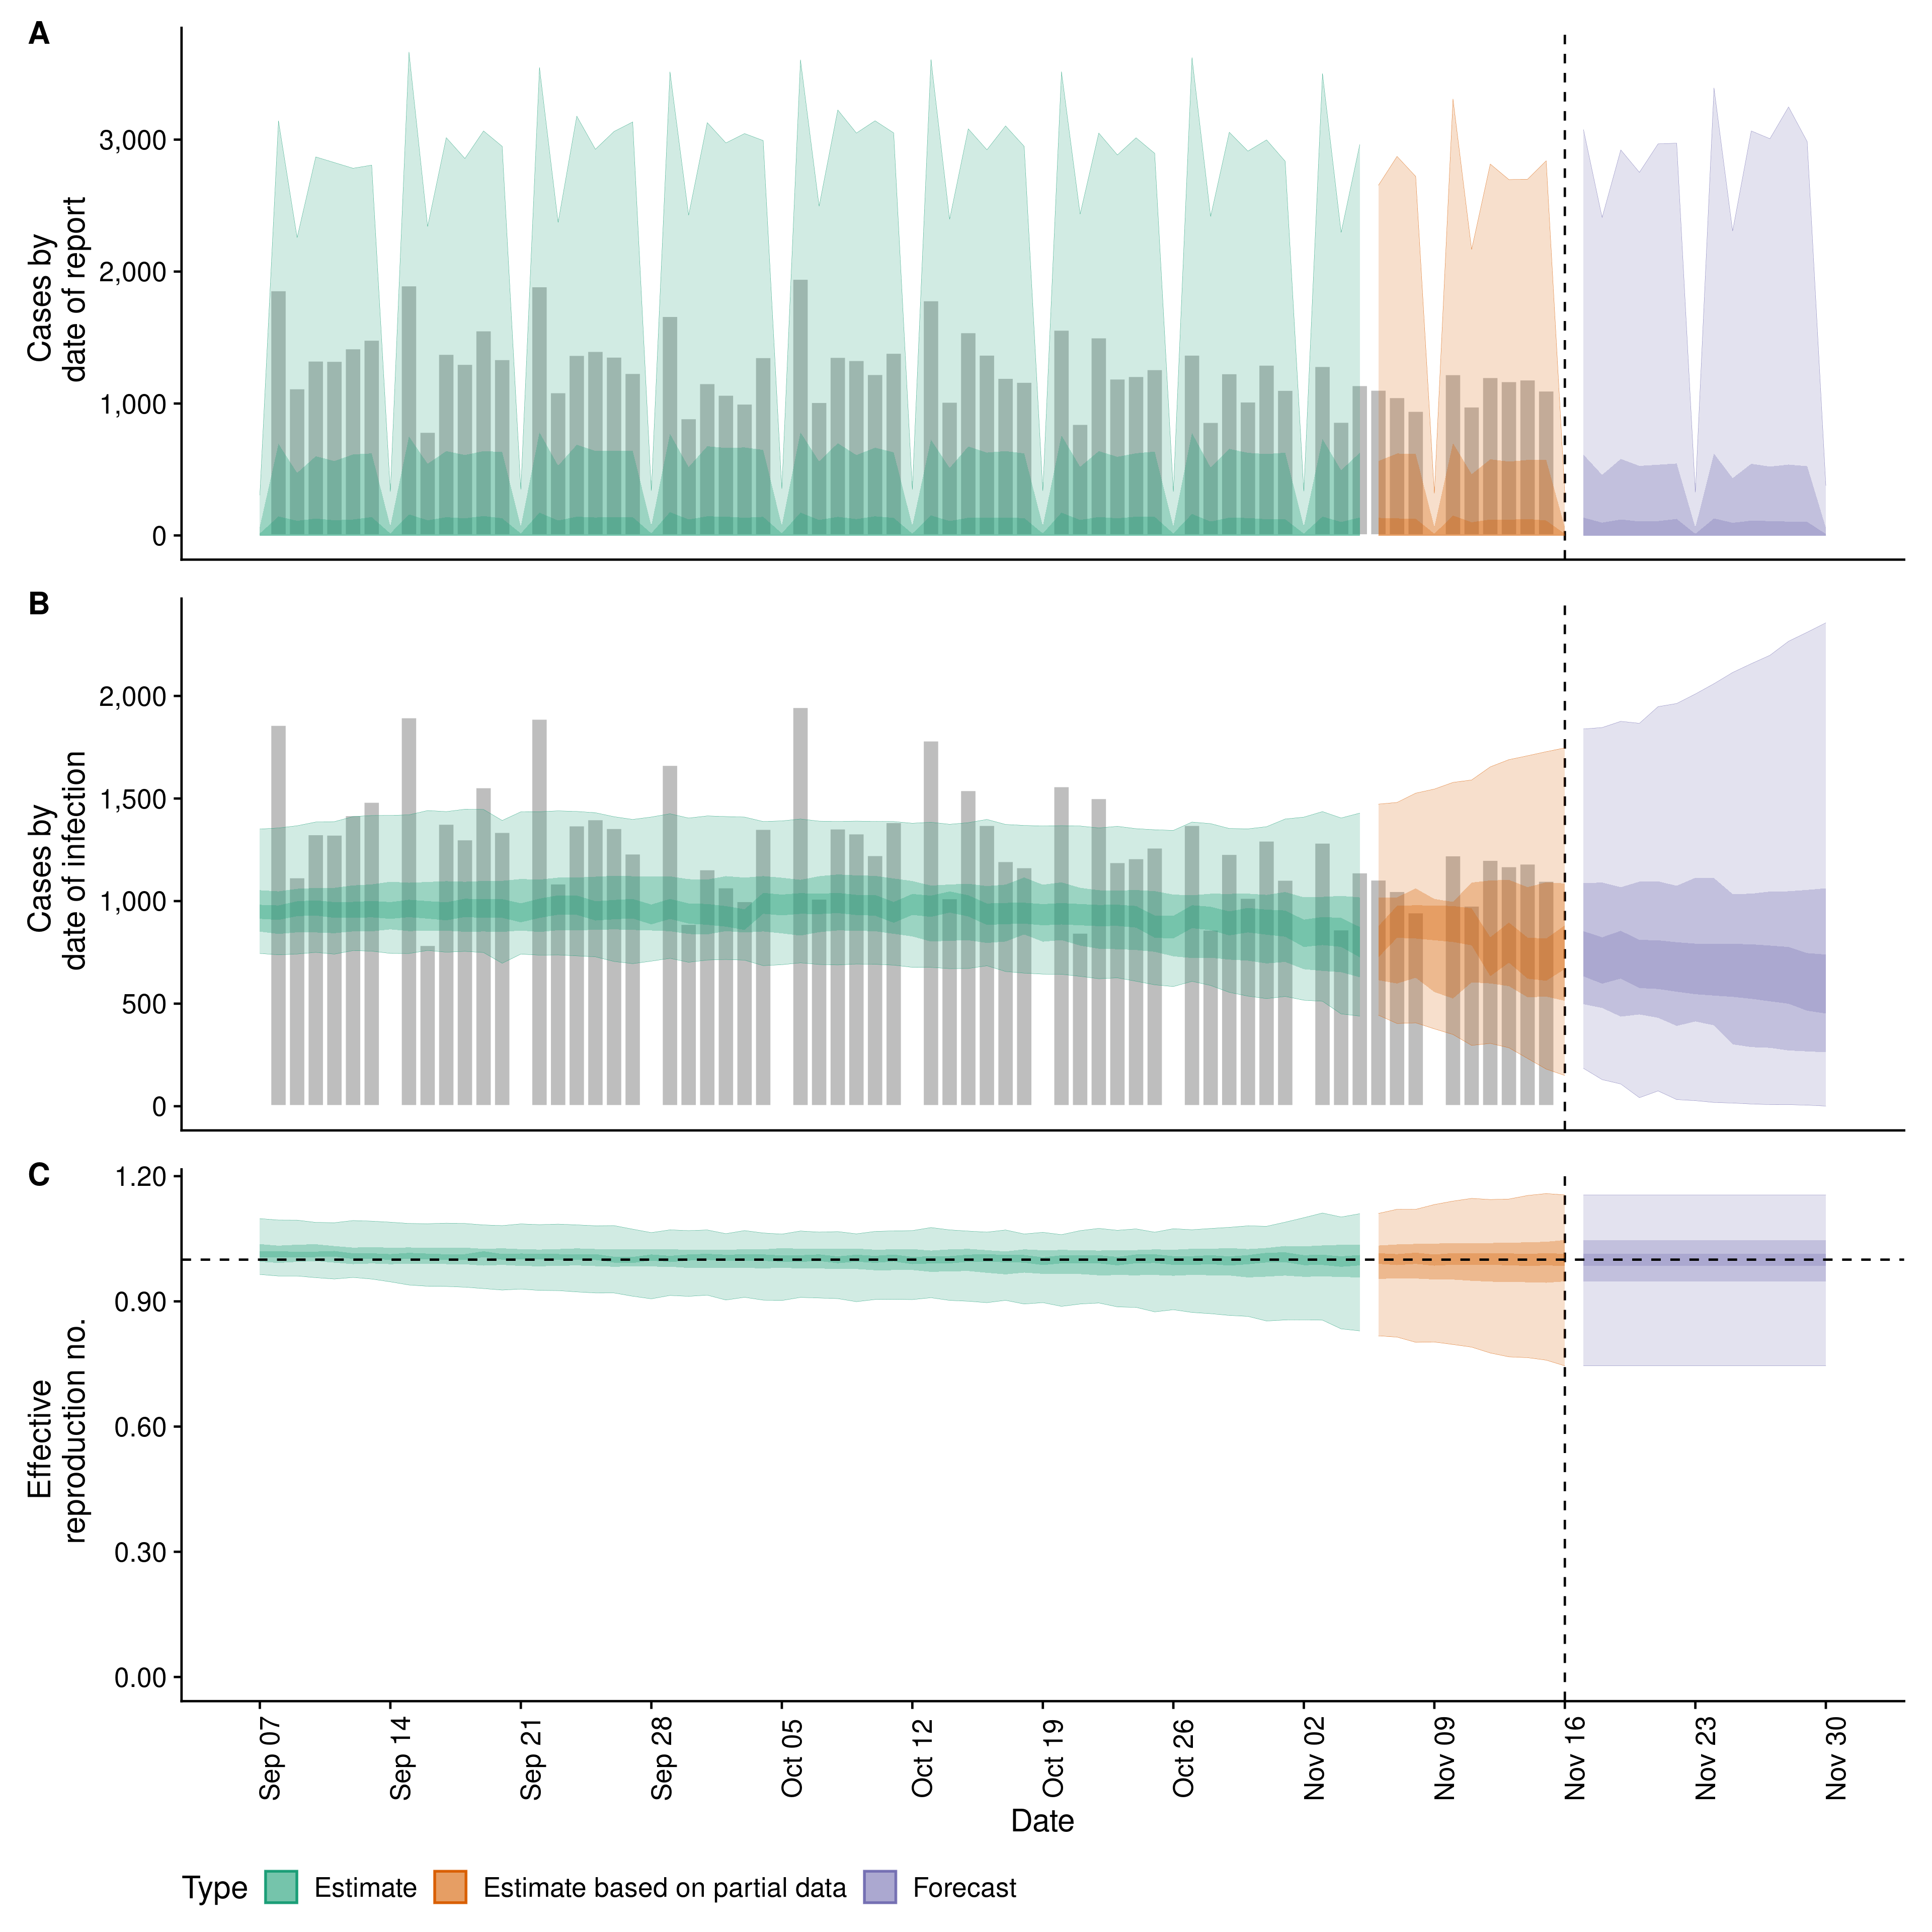 A
Cases by
date of report
3,000
2,000
1,000
0
B
Cases by
date of infection
2,000
1,500
1,000
500
0
C
Effective
reproduction no.
1.20
0.90
0.60
0.30
0.00
Sep 07
Sep 14
Sep 21
Sep 28
Oct 05
Oct 12
Oct 19
Oct 26
Nov 02
Nov 09
Nov 16
Nov 23
Nov 30
Date
Type Estimate Estimate based on partial data Forecast